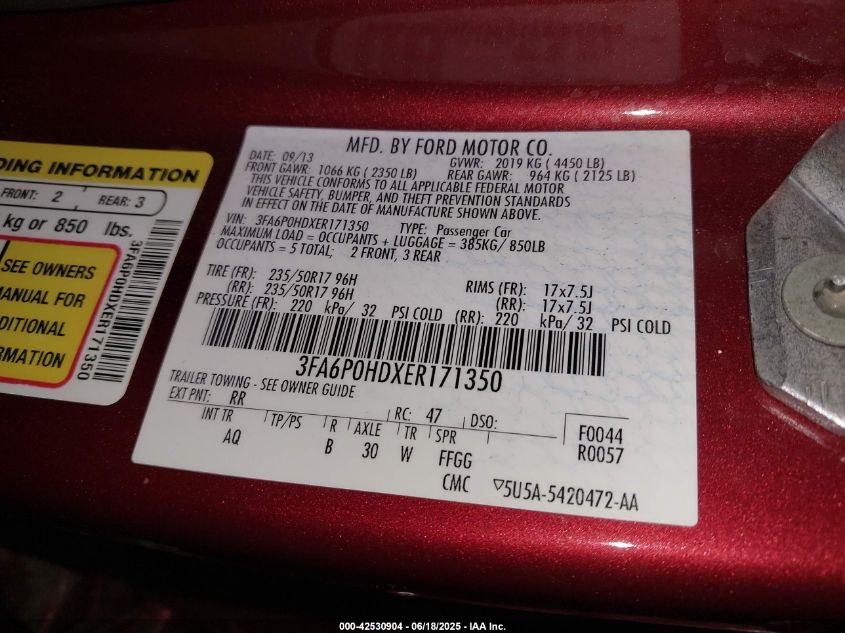 DING INFORMATION
FRONT: 2 REAR: 3
kg or 850 lbs.
SEE OWNERS
MANUAL FOR
DITIONAL
RMATION
3FA6P0HDXER171350
MFD. BY FORD MOTOR CO.
DATE: 09/13 GVWR: 2019 KG ( 4450 LB)
FRONT GAWR: 1066 KG ( 2350 LB) REAR GAWR: 964 KG ( 2125 LB)
THIS VEHICLE CONFORMS TO ALL APPLICABLE FEDERAL MOTOR
VEHICLE SAFETY, BUMPER, AND THEFT PREVENTION STANDARDS
IN EFFECT ON THE DATE OF MANUFACTURE SHOWN ABOVE.
VIN: 3FA6P0HDXER171350 TYPE: Passenger Car
MAXIMUM LOAD = OCCUPANTS + LUGGAGE = 385KG/ 850LB
OCCUPANTS = 5 TOTAL; 2 FRONT, 3 REAR
TIRE (FR): 235/50R17 96H RIMS (FR): 17x7.5J
(RR): 235/50R17 96H (RR): 17x7.5J
PRESSURE (FR): 220 kPa/ 32 PSI COLD (RR): 220 kPa/ 32 PSI COLD
3FA6P0HDXER171350
TRAILER TOWING - SEE OWNER GUIDE
EXT PNT: RR RC: 47 DSO: F0044
INT TR TP/PS R AXLE TR SPR R0057
AQ B 30 W FFGG
CMC ▽5U5A-5420472-AA
000-42530904 - 06/18/2025 - IAA Inc.